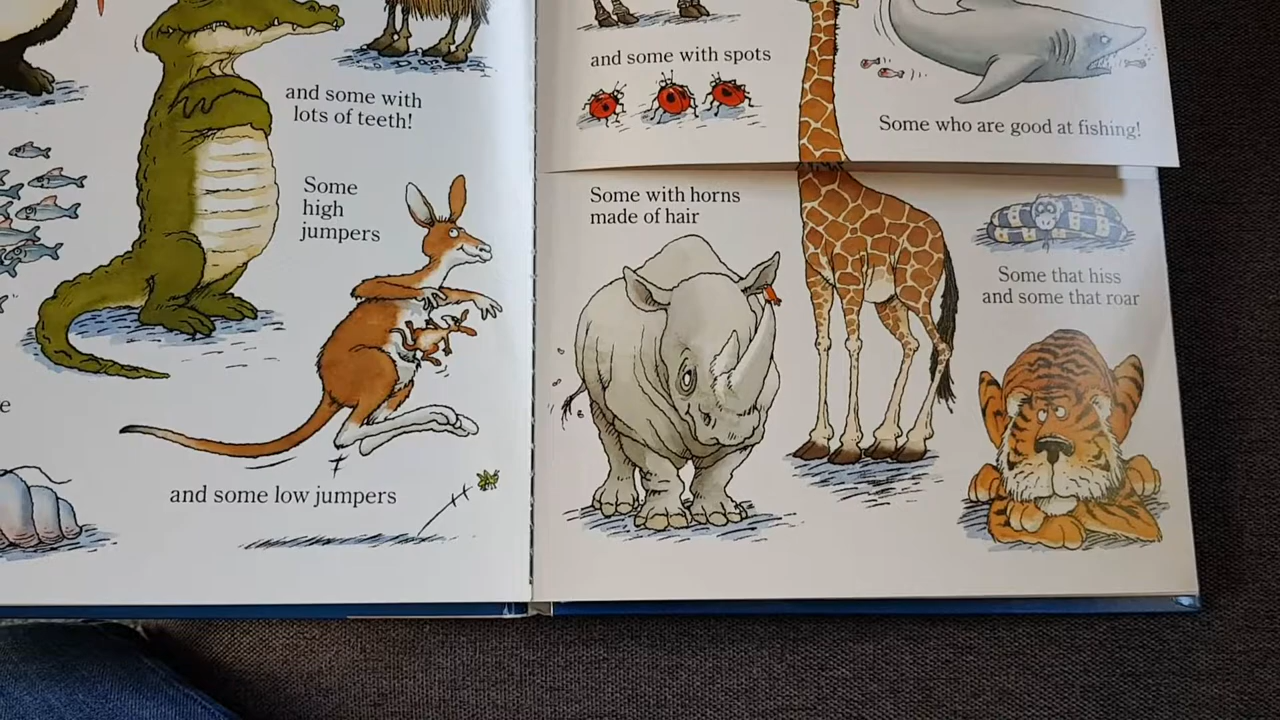 and some with
lots of teeth!
Some
high
jumpers
e
and some low jumpers
and some with spots
Some who are good at fishing!
Some with horns
made of hair
Some that hiss
and some that roar